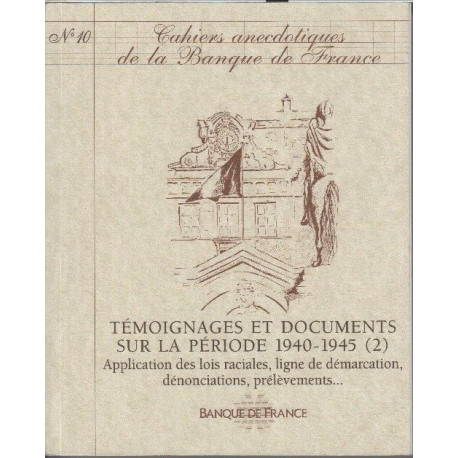 N° 10
Cahiers anecdotiques
de la Banque de France
TÉMOIGNAGES ET DOCUMENTS
SUR LA PÉRIODE 1940-1945 (2)
Application des lois raciales, ligne de démarcation,
dénonciations, prélèvements...
BANQUE DE FRANCE